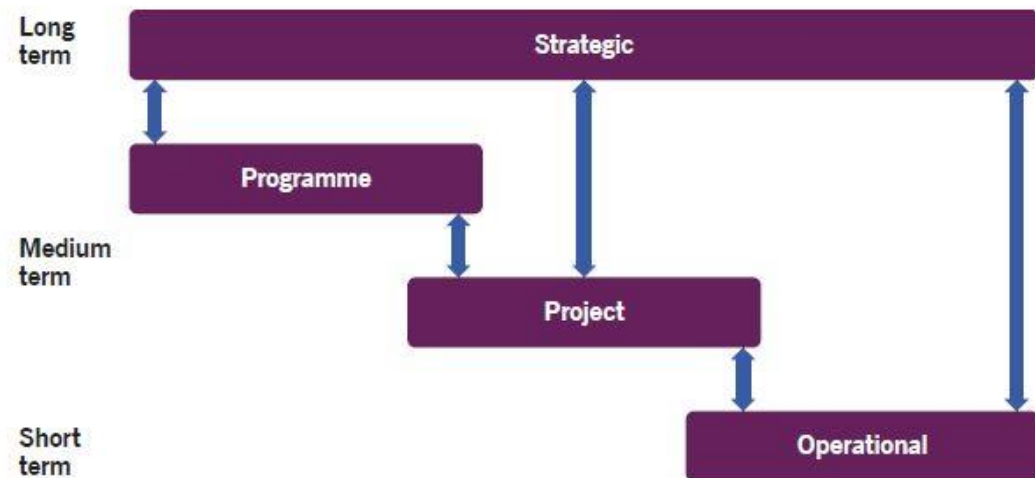 Long
term
Strategic
Programme
Medium
term
Project
Short
term
Operational